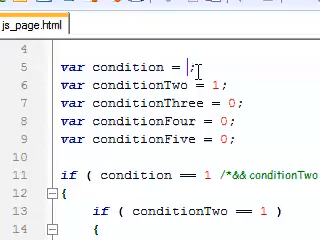 js_page.html
4
5 var condition = ;
6 var conditionTwo = 1;
7 var conditionThree = 0;
8 var conditionFour = 0;
9 var conditionFive = 0;
10
11 if ( condition == 1 /*&& conditionTwo
12 {
13 if ( conditionTwo == 1 )
14 {